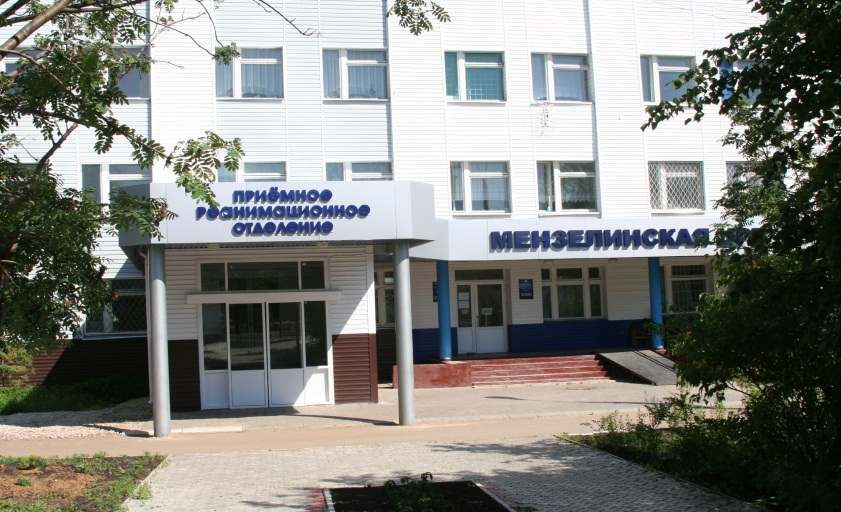 ПРИЁМНОЕ
Реанимационное
ОТДЕЛЕНИЕ
МЕНЗЕЛИНСКАЯ